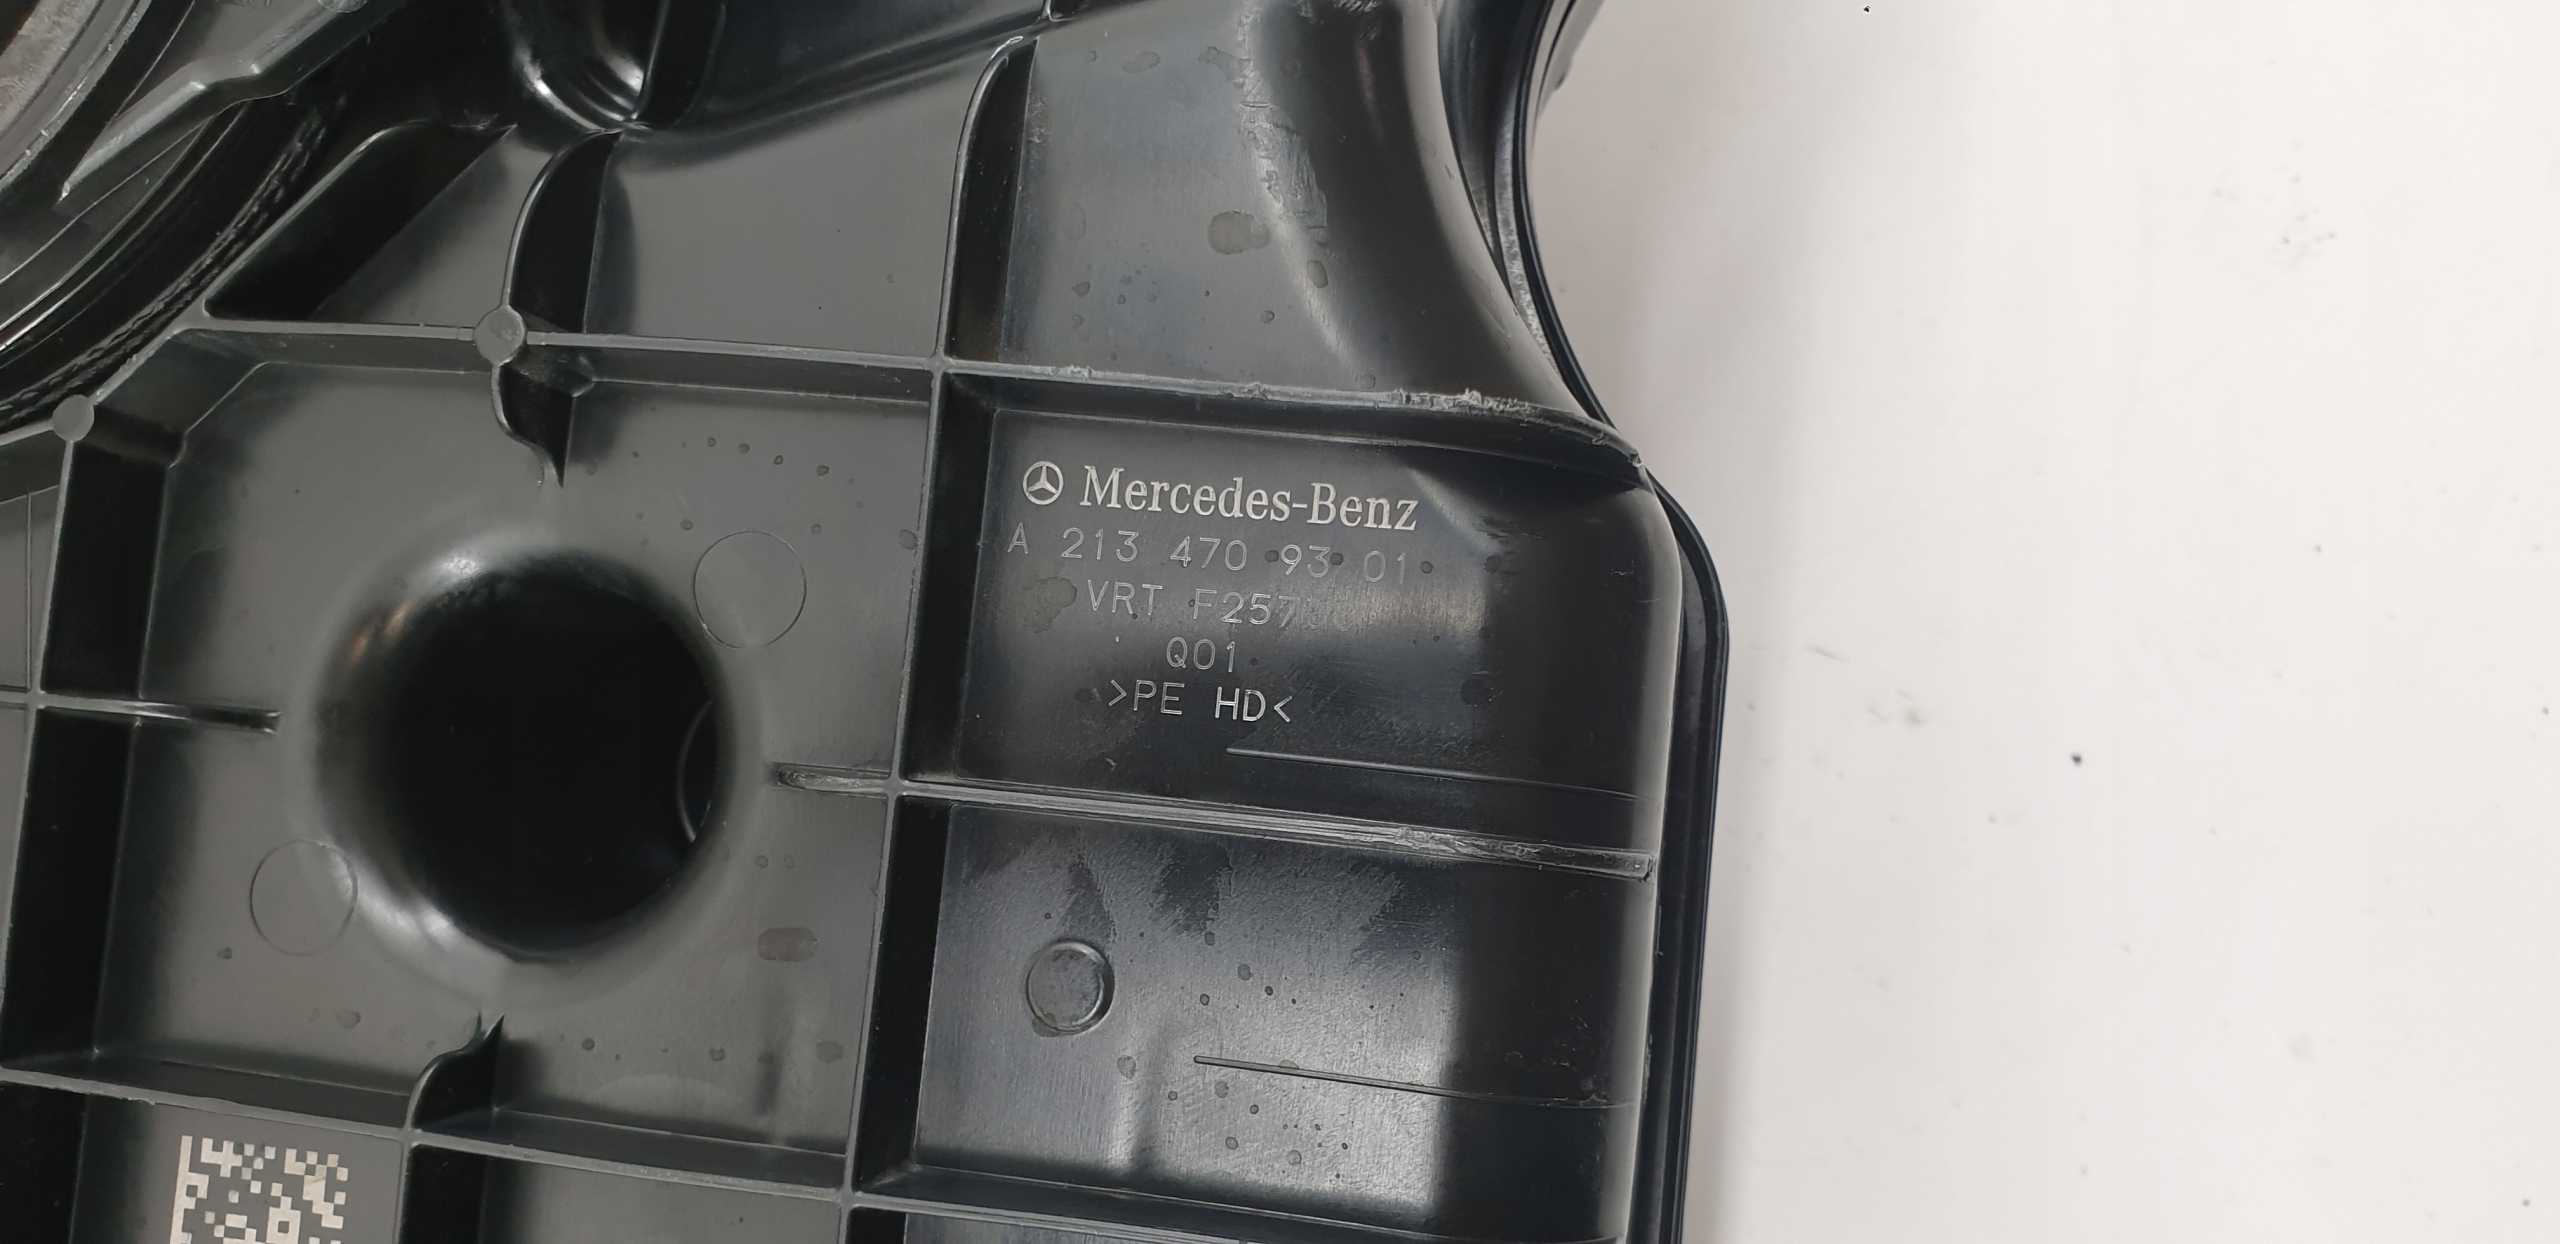 Mercedes-Benz
A 213 470 93 01
VRT F257
Q01
>PE HD<